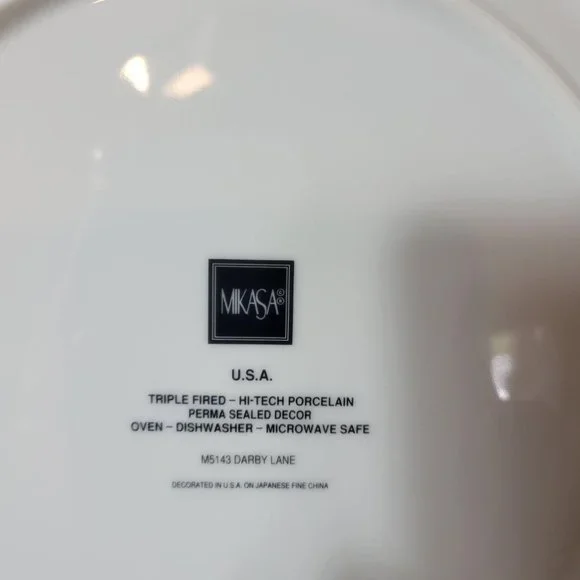 MIKASA ©®
U.S.A.
TRIPLE FIRED – HI-TECH PORCELAIN
PERMA SEALED DECOR
OVEN – DISHWASHER – MICROWAVE SAFE
M5143 DARBY LANE
DECORATED IN U.S.A. ON JAPANESE FINE CHINA